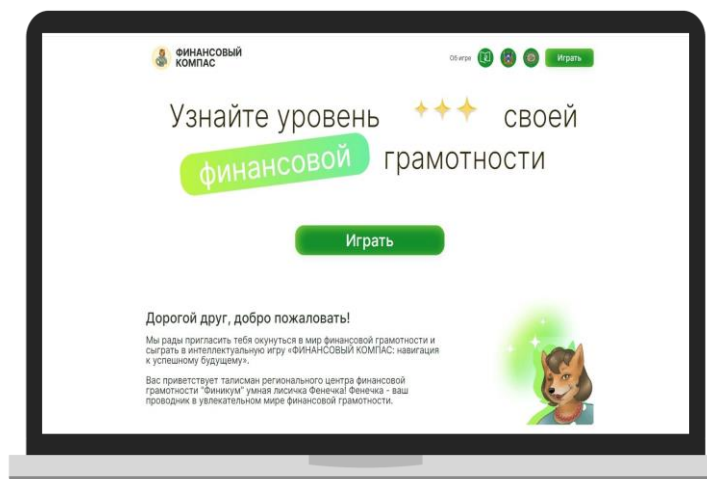 ФИНАНСОВЫЙ
КОМПАС
Об игре
Играть
Узнайте уровень своей
финансовой грамотности
Играть
Дорогой друг, добро пожаловать!
Мы рады пригласить тебя окунуться в мир финансовой грамотности и
сыграть в интеллектуальную игру «ФИНАНСОВЫЙ КОМПАС: навигация
к успешному будущему».
Вас приветствует талисман регионального центра финансовой
грамотности "Финикум" умная лисичка Фенечка! Фенечка - ваш
проводник в увлекательном мире финансовой грамотности.